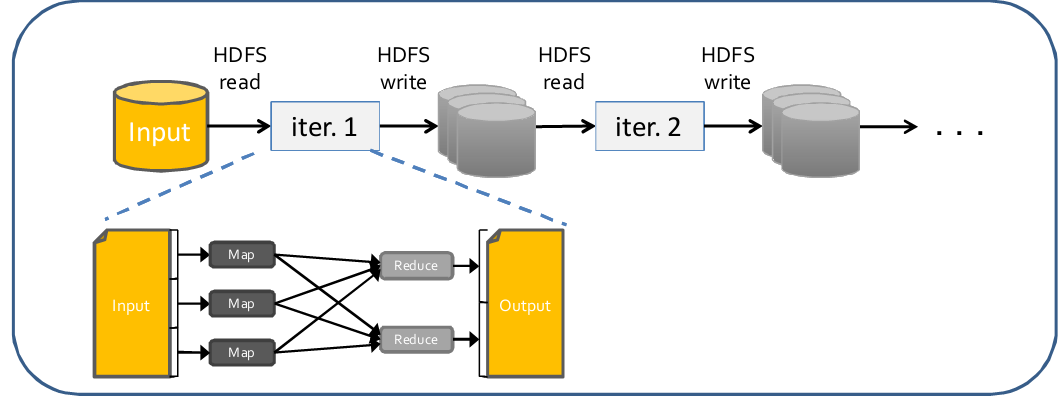 HDFS
read
HDFS
write
HDFS
read
HDFS
write
Input
iter. 1
iter. 2
. . .
Input
Map
Map
Map
Reduce
Reduce
Output